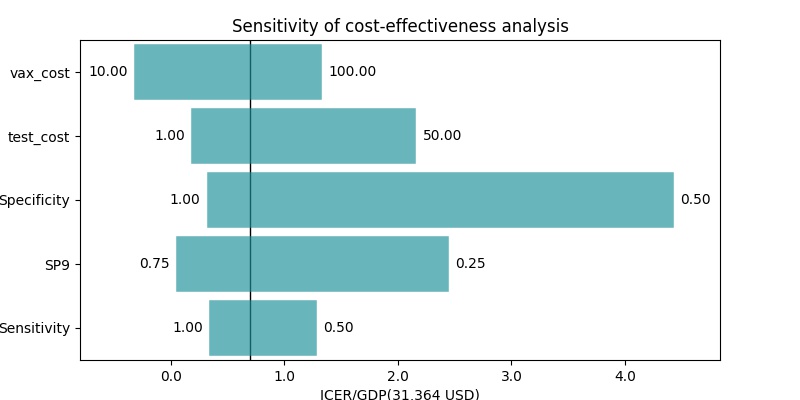 Sensitivity of cost-effectiveness analysis
vax_cost 10.00 100.00
test_cost 1.00 50.00
Specificity 1.00 0.50
SP9 0.75 0.25
Sensitivity 1.00 0.50
0.0 1.0 2.0 3.0 4.0
ICER/GDP(31,364 USD)